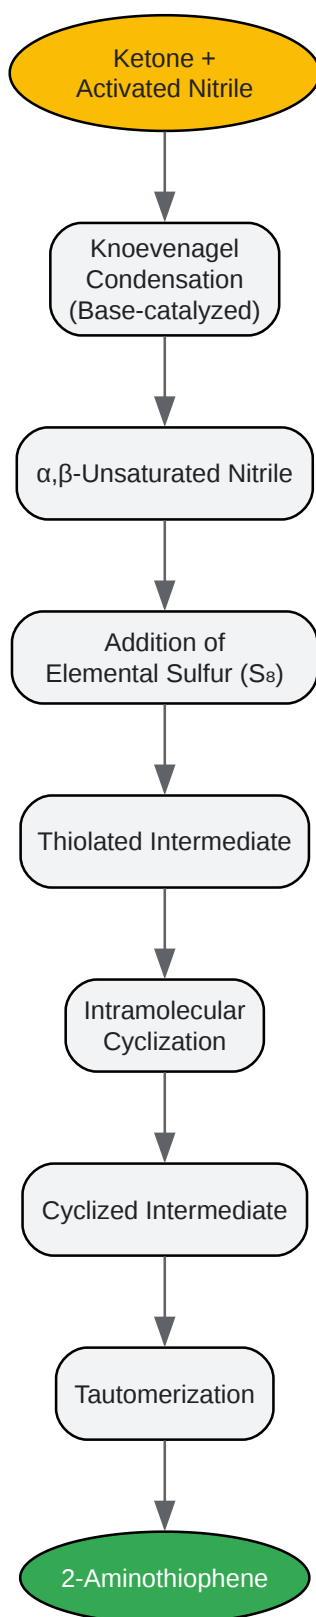 Ketone +
Activated Nitrile
Knoevenagel
Condensation
(Base-catalyzed)
α,β-Unsaturated Nitrile
Addition of
Elemental Sulfur (S₈)
Thiolated Intermediate
Intramolecular
Cyclization
Cyclized Intermediate
Tautomerization
2-Aminothiophene